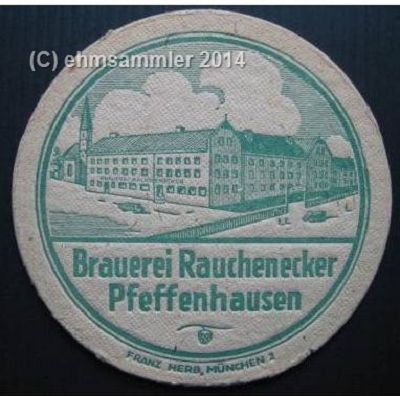 (C) ehmsammler 2014
Brauerei Rauchenecker
Pfeffenhausen
FRANZ HERB, MÜNCHEN 2